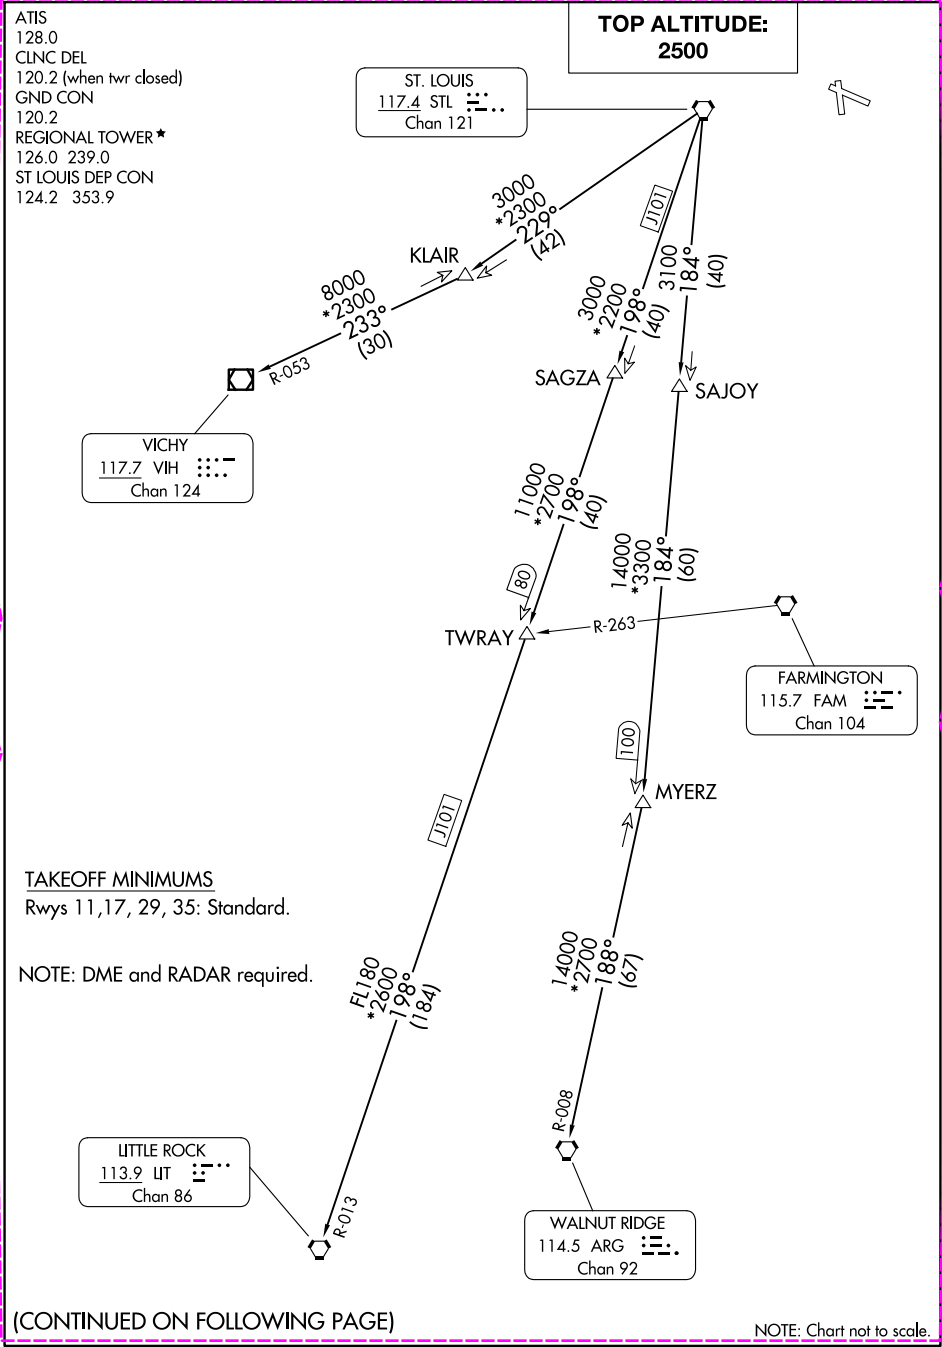 ATIS
128.0
CLNC DEL
120.2 (when twr closed)
GND CON
120.2
REGIONAL TOWER★
126.0 239.0
ST LOUIS DEP CON
124.2 353.9
TOP ALTITUDE:
2500
ST. LOUIS
117.4 STL
Chan 121
3000
*2300
229°
(42)
KLAIR
8000
*2300
233°
(30)
R-053
VICHY
117.7 VIH
Chan 124
J101
3000
*2200
198°
(40)
3100
184°
(40)
SAGZA
SAJOY
11000
*2700
198°
(40)
14000
*3300
184°
(60)
80
TWRAY
R-263
FARMINGTON
115.7 FAM
Chan 104
100
MYERZ
J101
TAKEOFF MINIMUMS
Rwys 11,17, 29, 35: Standard.
NOTE: DME and RADAR required.
FL180
*2600
198°
(184)
14000
*2700
188°
(67)
R-008
LITTLE ROCK
113.9 LIT
Chan 86
R-013
WALNUT RIDGE
114.5 ARG
Chan 92
(CONTINUED ON FOLLOWING PAGE)
NOTE: Chart not to scale.